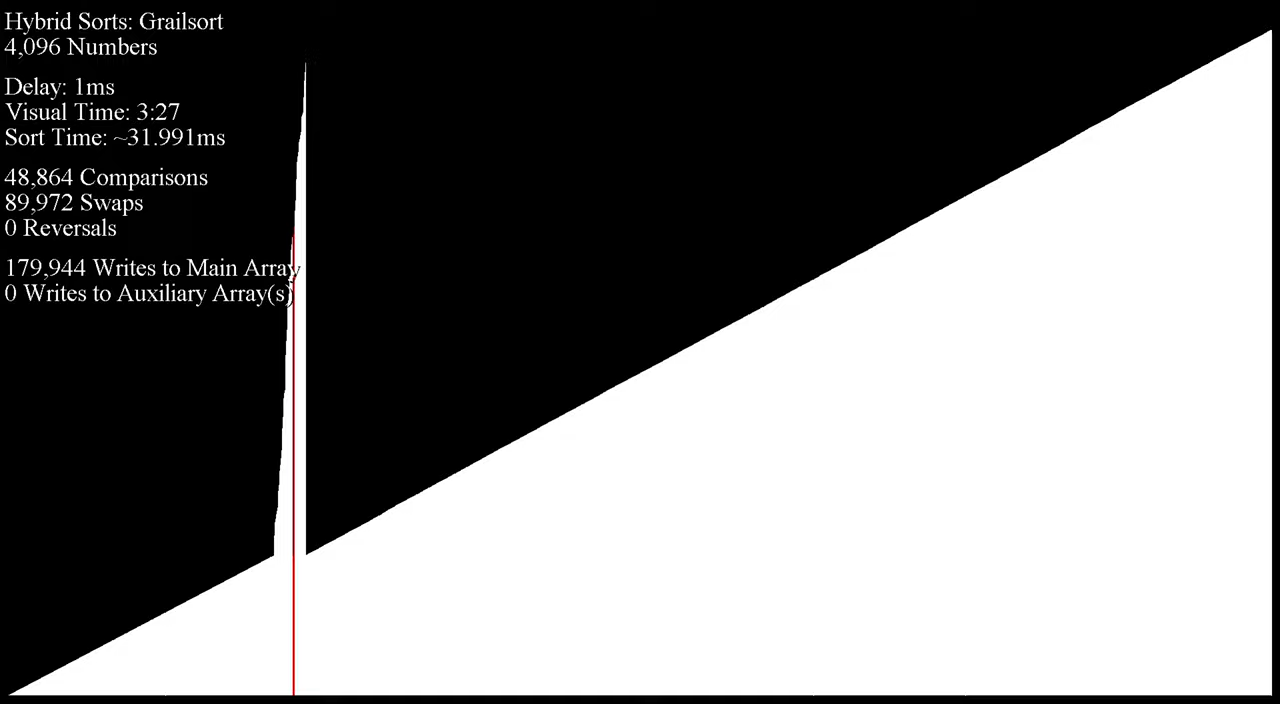 Hybrid Sorts: Grailsort
4,096 Numbers
Delay: 1ms
Visual Time: 3:27
Sort Time: ~31.991ms
48,864 Comparisons
89,972 Swaps
0 Reversals
179,944 Writes to Main Array
0 Writes to Auxiliary Array(s)